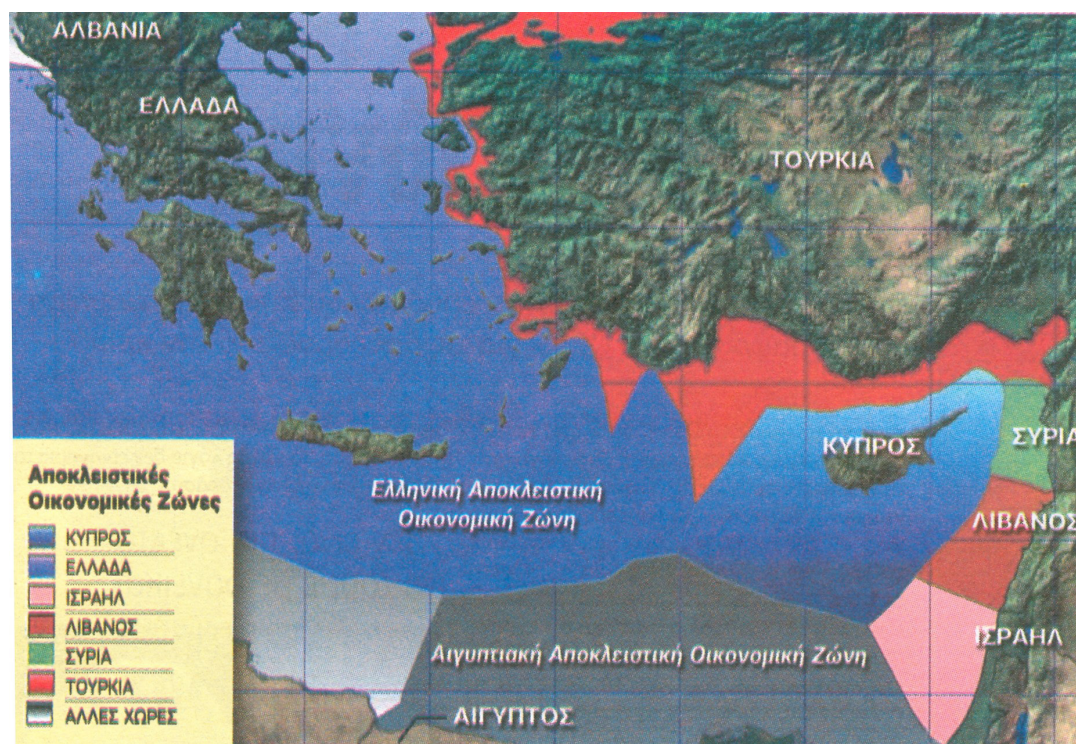 ΑΛΒΑΝΙΑ
ΕΛΛΑΔΑ
ΤΟΥΡΚΙΑ
ΚΥΠΡΟΣ
ΣΥΡΙΑ
ΛΙΒΑΝΟΣ
ΙΣΡΑΗΛ
Ελληνική Αποκλειστική
Οικονομική Ζώνη
Αιγυπτιακή Αποκλειστική Οικονομική Ζώνη
ΑΙΓΥΠΤΟΣ
Αποκλειστικές
Οικονομικές Ζώνες
ΚΥΠΡΟΣ
ΕΛΛΑΔΑ
ΙΣΡΑΗΛ
ΛΙΒΑΝΟΣ
ΣΥΡΙΑ
ΤΟΥΡΚΙΑ
ΑΛΛΕΣ ΧΩΡΕΣ